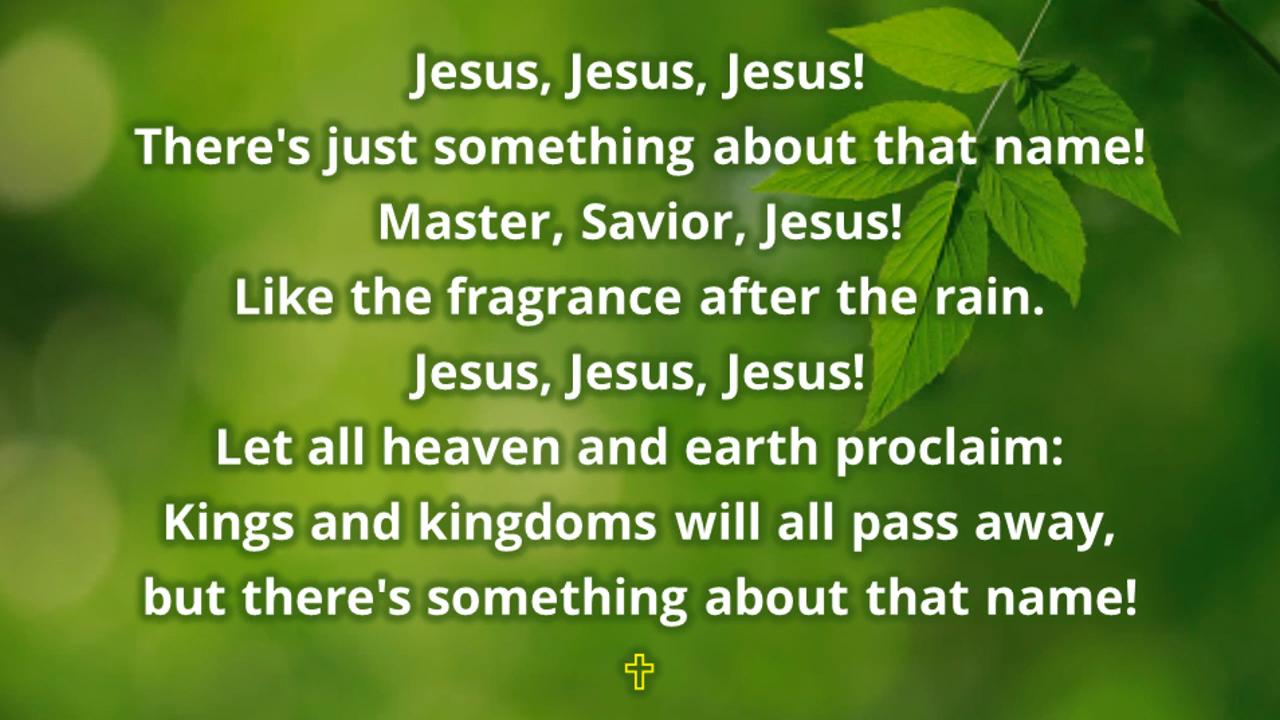 Jesus, Jesus, Jesus!
There's just something about that name!
Master, Savior, Jesus!
Like the fragrance after the rain.
Jesus, Jesus, Jesus!
Let all heaven and earth proclaim:
Kings and kingdoms will all pass away,
but there's something about that name!